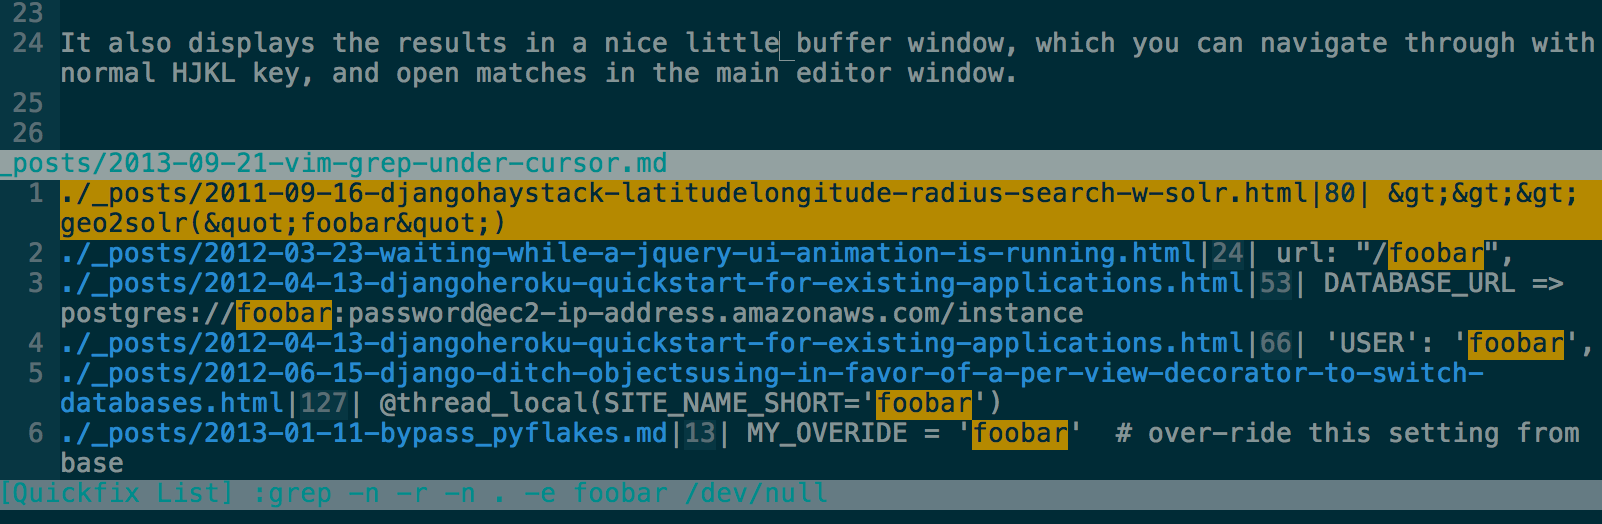 23
24 It also displays the results in a nice little buffer window, which you can navigate through with
normal HJKL key, and open matches in the main editor window.
25
26
_posts/2013-09-21-vim-grep-under-cursor.md
1 ./_posts/2011-09-16-djangohaystack-latitudelongitude-radius-search-w-solr.html|80| &gt;&gt;&gt;
geo2solr(&quot;foobar&quot;)
2 ./_posts/2012-03-23-waiting-while-a-jquery-ui-animation-is-running.html|24| url: "/foobar",
3 ./_posts/2012-04-13-djangoheroku-quickstart-for-existing-applications.html|53| DATABASE_URL =>
postgres://foobar:password@ec2-ip-address.amazonaws.com/instance
4 ./_posts/2012-04-13-djangoheroku-quickstart-for-existing-applications.html|66| 'USER': 'foobar',
5 ./_posts/2012-06-15-django-ditch-objectsusing-in-favor-of-a-per-view-decorator-to-switch-
databases.html|127| @thread_local(SITE_NAME_SHORT='foobar')
6 ./_posts/2013-01-11-bypass_pyflakes.md|13| MY_OVERIDE = 'foobar'  # over-ride this setting from
base
[Quickfix List] :grep -n -r -n . -e foobar /dev/null